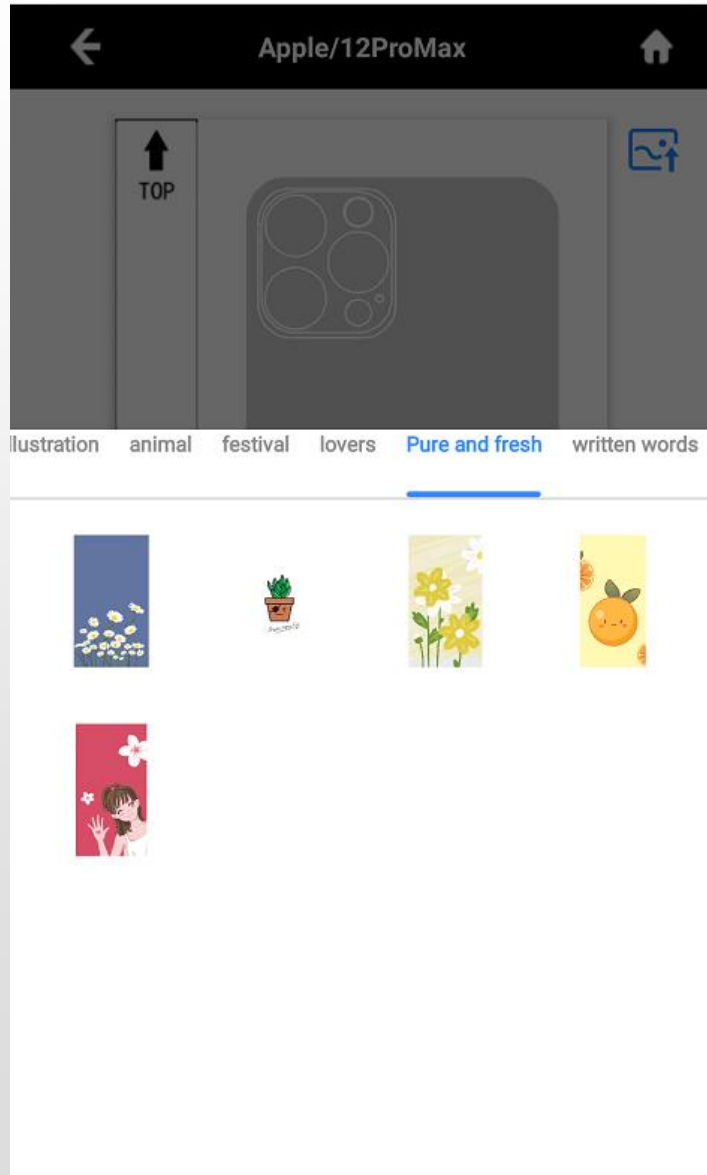 Apple/12ProMax
TOP
llustration animal festival lovers Pure and fresh written words